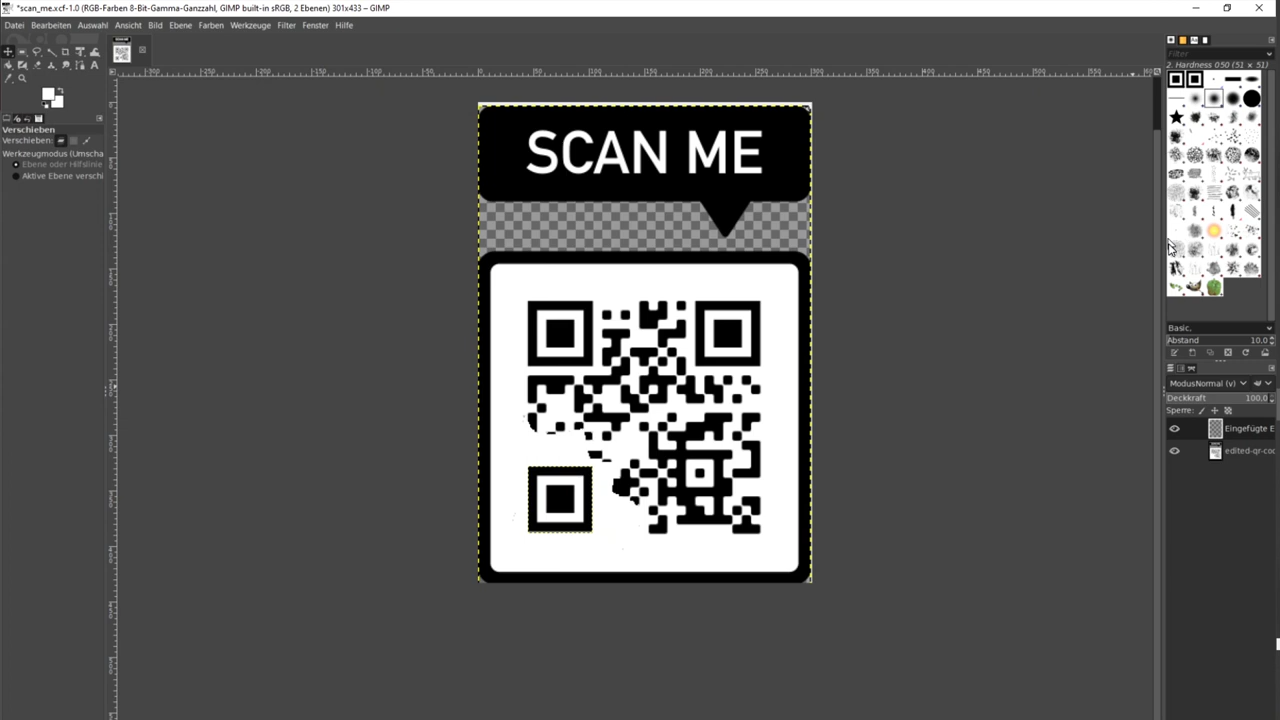 *scan_me.xcf-1.0 (RGB-Farben 8-Bit-Gamma-Ganzzahl, GIMP built-in sRGB, 2 Ebenen) 301x433 – GIMP
Datei Bearbeiten Auswahl Ansicht Bild Ebene Farben Werkzeuge Filter Fenster Hilfe
Filter
2. Hardness 050 (51 × 51)
SCAN ME
Verschieben
Verschieben:
Werkzeugmodus (Umscha
Ebene oder Hilfslinie
Aktive Ebene verschi
Basic,
Abstand 10.0
Modus Normal (v)
Deckkraft 100.0
Sperre:
Eingefügte E
edited-qr-coc